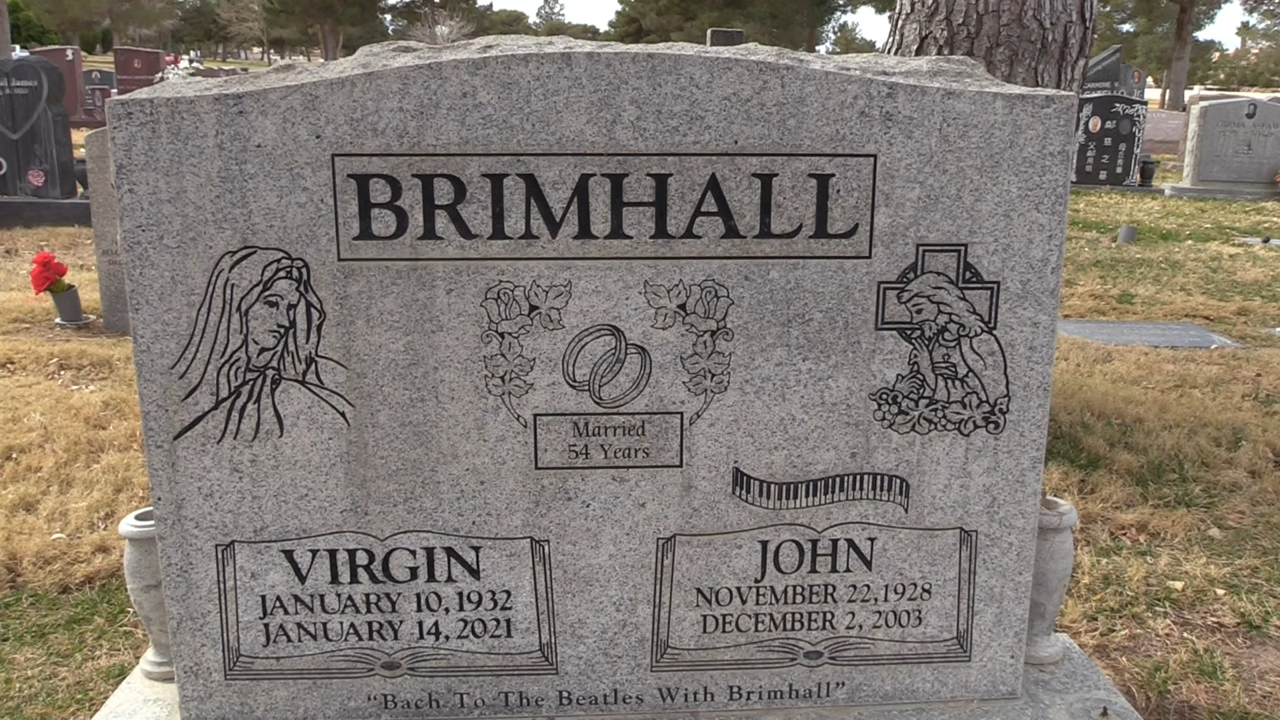 BRIMHALL
Married
54 Years
VIRGIN
JANUARY 10, 1932
JANUARY 14, 2021
JOHN
NOVEMBER 22, 1928
DECEMBER 2, 2003
“Bach To The Beatles With Brimhall”